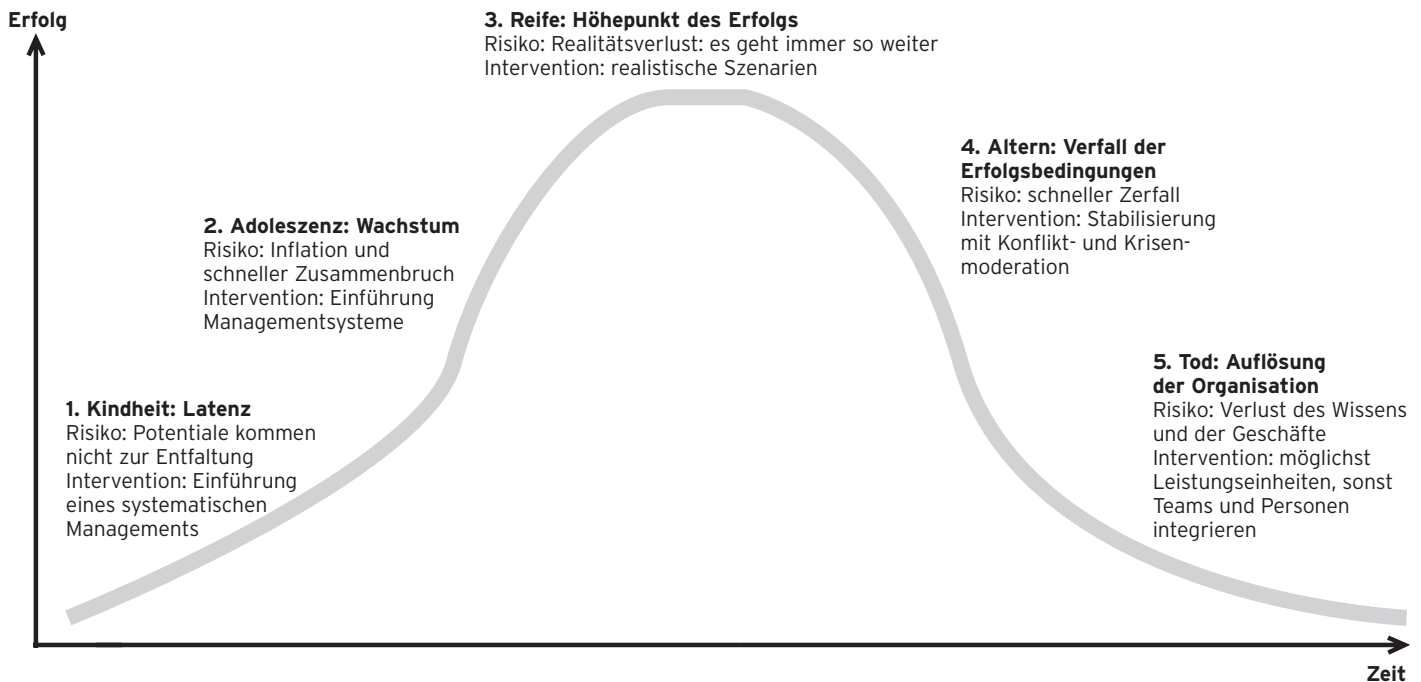 Erfolg
3. Reife: Höhepunkt des Erfolgs
Risiko: Realitätsverlust: es geht immer so weiter
Intervention: realistische Szenarien
4. Altern: Verfall der
Erfolgsbedingungen
Risiko: schneller Zerfall
Intervention: Stabilisierung
mit Konflikt- und Krisen-
moderation
2. Adoleszenz: Wachstum
Risiko: Inflation und
schneller Zusammenbruch
Intervention: Einführung
Managementsysteme
5. Tod: Auflösung
der Organisation
Risiko: Verlust des Wissens
und der Geschäfte
Intervention: möglichst
Leistungseinheiten, sonst
Teams und Personen
integrieren
1. Kindheit: Latenz
Risiko: Potentiale kommen
nicht zur Entfaltung
Intervention: Einführung
eines systematischen
Managements
Zeit